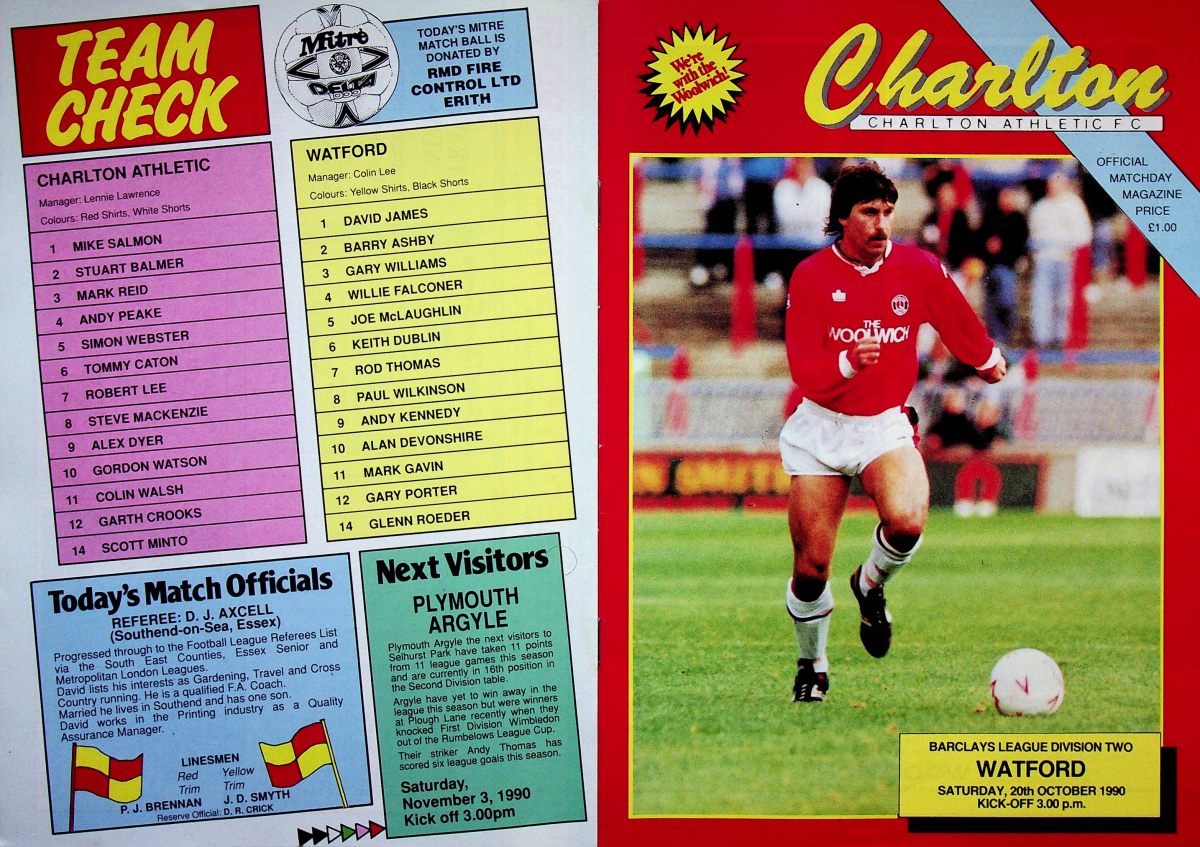 TEAM
CHECK
Mitre
DELTA
TODAY'S MITRE
MATCH BALL IS
DONATED BY
RMD FIRE
CONTROL LTD
ERITH
CHARLTON ATHLETIC
Manager: Lennie Lawrence
Colours: Red Shirts, White Shorts
1 MIKE SALMON
2 STUART BALMER
3 MARK REID
4 ANDY PEAKE
5 SIMON WEBSTER
6 TOMMY CATON
7 ROBERT LEE
8 STEVE MACKENZIE
9 ALEX DYER
10 GORDON WATSON
11 COLIN WALSH
12 GARTH CROOKS
14 SCOTT MINTO
WATFORD
Manager: Colin Lee
Colours: Yellow Shirts, Black Shorts
1 DAVID JAMES
2 BARRY ASHBY
3 GARY WILLIAMS
4 WILLIE FALCONER
5 JOE McLAUGHLIN
6 KEITH DUBLIN
7 ROD THOMAS
8 PAUL WILKINSON
9 ANDY KENNEDY
10 ALAN DEVONSHIRE
11 MARK GAVIN
12 GARY PORTER
14 GLENN ROEDER
Today's Match Officials
REFEREE: D. J. AXCELL
(Southend-on-Sea, Essex)
Progressed through to the Football League Referees List
via the South East Counties, Essex Senior and
Metropolitan London Leagues.
David lists his interests as Gardening, Travel and Cross
Country running. He is a qualified F.A. Coach.
Married he lives in Southend and has one son.
David works in the Printing industry as a Quality
Assurance Manager.
LINESMEN
Red Yellow
Trim Trim
P. J. BRENNAN J. D. SMYTH
Reserve Official: D. R. CRICK
Next Visitors
PLYMOUTH
ARGYLE
Plymouth Argyle the next visitors to
Selhurst Park have taken 11 points
from 11 league games this season
and are currently in 16th position in
the Second Division table.
Argyle have yet to win away in the
league this season but were winners
at Plough Lane recently when they
knocked First Division Wimbledon
out of the Rumbelows League Cup.
Their striker Andy Thomas has
scored six league goals this season.
Saturday,
November 3, 1990
Kick off 3.00pm
We're
with the
Woolwich!
Charlton
CHARLTON ATHLETIC F C
OFFICIAL
MATCHDAY
MAGAZINE
PRICE
£1.00
THE
WOOLWICH
BARCLAYS LEAGUE DIVISION TWO
WATFORD
SATURDAY, 20th OCTOBER 1990
KICK-OFF 3.00 p.m.